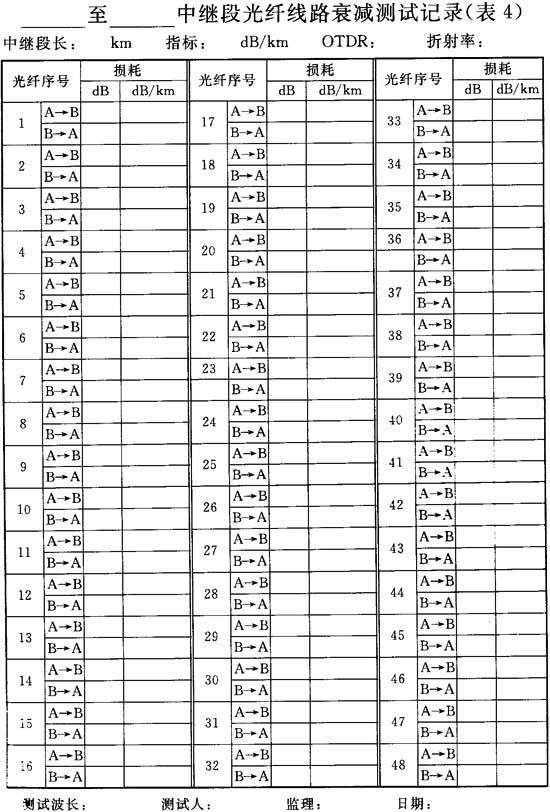 ______至______中继段光纤线路衰减测试记录(表4)
中继段长: km 指标: dB/km OTDR: 折射率:
光纤序号 损耗 光纤序号 损耗 光纤序号 损耗
dB dB/km dB dB/km dB dB/km
1 A→B 17 A→B 33 A→B
B→A B→A B→A
2 A→B 18 A→B 34 A→B
B→A B→A B→A
3 A→B 19 A→B 35 A→B
B→A B→A B→A
4 A→B 20 A→B 36 A→B
B→A B→A B→A
5 A→B 21 A→B 37 A→B
B→A B→A B→A
6 A→B 22 A→B 38 A→B
B→A B→A B→A
7 A→B 23 A→B 39 A→B
B→A B→A B→A
8 A→B 24 A→B 40 A→B
B→A B→A B→A
9 A→B 25 A→B 41 A→B
B→A B→A B→A
10 A→B 26 A→B 42 A→B
B→A B→A B→A
11 A→B 27 A→B 43 A→B
B→A B→A B→A
12 A→B 28 A→B 44 A→B
B→A B→A B→A
13 A→B 29 A→B 45 A→B
B→A B→A B→A
14 A→B 30 A→B 46 A→B
B→A B→A B→A
15 A→B 31 A→B 47 A→B
B→A B→A B→A
16 A→B 32 A→B 48 A→B
B→A B→A B→A
测试波长: 测试人: 监理: 日期: